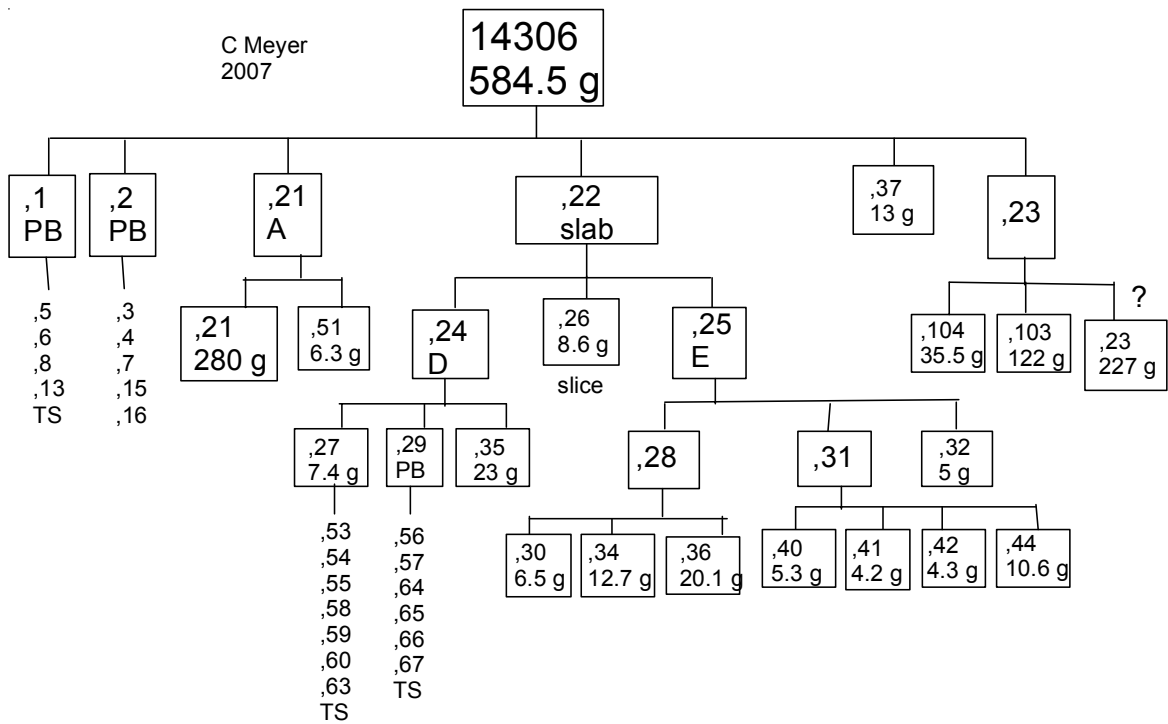 C Meyer
2007
14306
584.5 g
,1
PB
,2
PB
,21
A
,22
slab
,37
13 g
,23
,5
,6
,8
,13
TS
,3
,4
,7
,15
,16
,21
280 g
,51
6.3 g
,24
D
,26
8.6 g
slice
,25
E
,104
35.5 g
,103
122 g
?
,23
227 g
,27
7.4 g
,29
PB
,35
23 g
,28
,31
,32
5 g
,53
,54
,55
,58
,59
,60
,63
TS
,56
,57
,64
,65
,66
,67
TS
,30
6.5 g
,34
12.7 g
,36
20.1 g
,40
5.3 g
,41
4.2 g
,42
4.3 g
,44
10.6 g